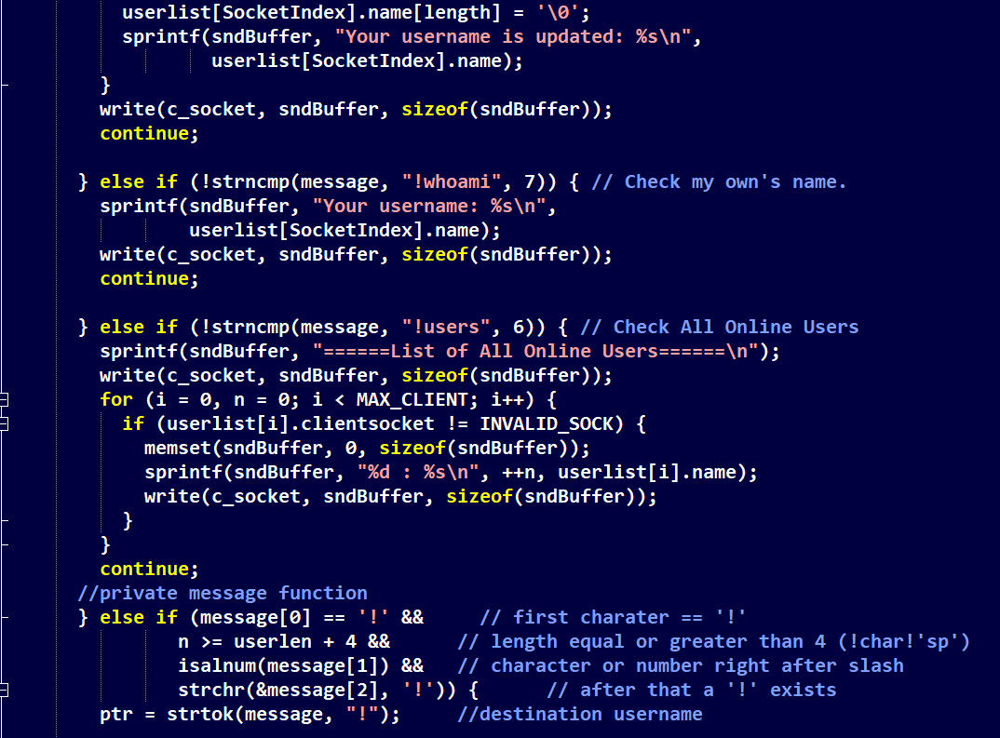 userlist[SocketIndex].name[length] = '\0';
sprintf(sndBuffer, "Your username is updated: %s\n",
userlist[SocketIndex].name);
}
write(c_socket, sndBuffer, sizeof(sndBuffer));
continue;
} else if (!strncmp(message, "!whoami", 7)) { // Check my own's name.
sprintf(sndBuffer, "Your username: %s\n",
userlist[SocketIndex].name);
write(c_socket, sndBuffer, sizeof(sndBuffer));
continue;
} else if (!strncmp(message, "!users", 6)) { // Check All Online Users
sprintf(sndBuffer, "======List of All Online Users======\n");
write(c_socket, sndBuffer, sizeof(sndBuffer));
for (i = 0, n = 0; i < MAX_CLIENT; i++) {
if (userlist[i].clientsocket != INVALID_SOCK) {
memset(sndBuffer, 0, sizeof(sndBuffer));
sprintf(sndBuffer, "%d : %s\n", ++n, userlist[i].name);
write(c_socket, sndBuffer, sizeof(sndBuffer));
}
}
continue;
//private message function
} else if (message[0] == '!' && // first charater == '!'
n >= userlen + 4 && // length equal or greater than 4 (!char!'sp')
isalnum(message[1]) && // character or number right after slash
strchr(&message[2], '!')) { // after that a '!' exists
ptr = strtok(message, "!"); //destination username